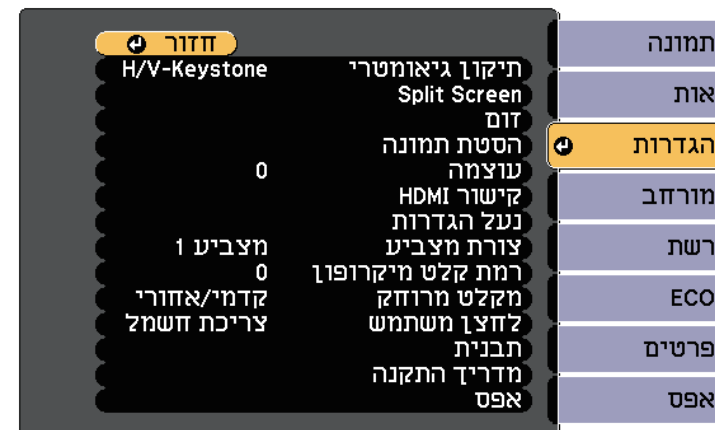 חזור
תיקון גיאומטרי H/V-Keystone
Split Screen
זום
הסטת תמונה
עוצמה 0
קישור HDMI
נעל הגדרות
צורת מצביע מצביע 1
רמת קלט מיקרופון 0
מקלט מרוחק קדמי/אחורי
לחצן משתמש צריכת חשמל
תבנית
מדריך התקנה
אפס
תמונה
אות
הגדרות
מורחב
רשת
ECO
פרטים
אפס